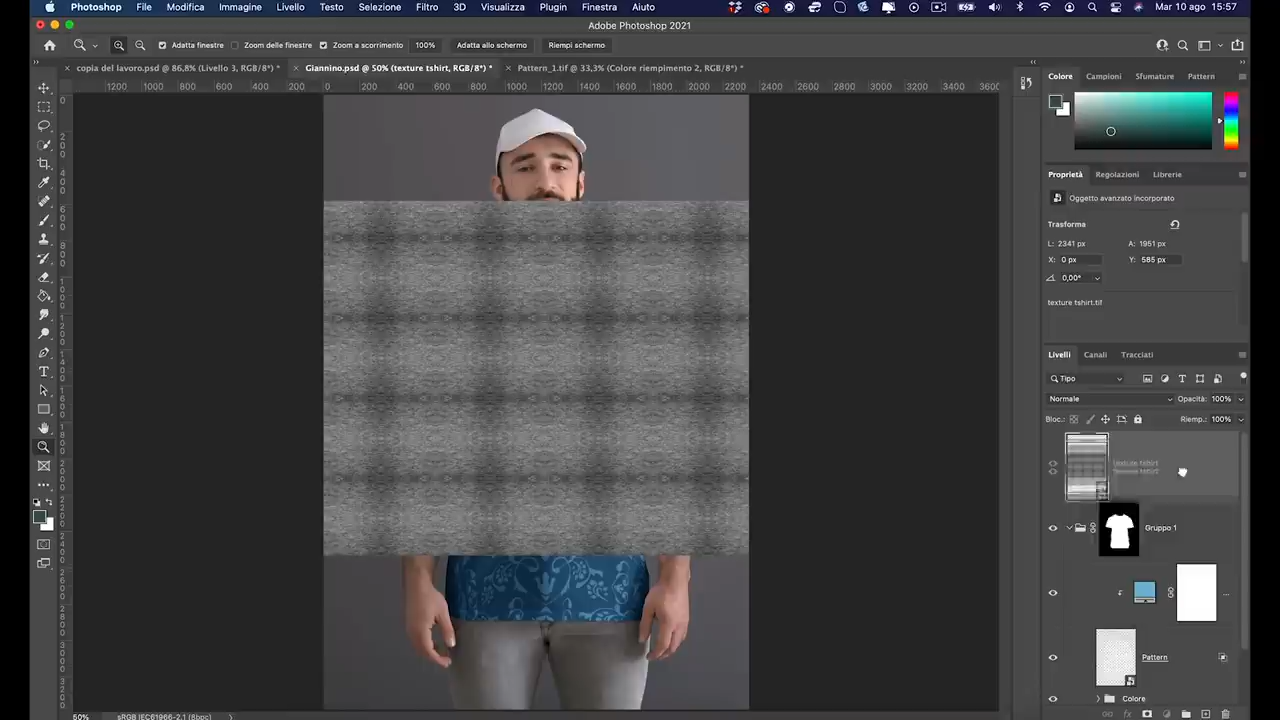 Photoshop File Modifica Immagine Livello Testo Selezione Filtro 3D Visualizza Plugin Finestra Aiuto Mar 10 ago 15:57
Adobe Photoshop 2021
Adatta finestre Zoom delle finestre Zoom a scorrimento 100% Adatta allo schermo Riempi schermo
copia del lavoro.psd @ 86,8% (Livello 3, RGB/8*) * Giannino.psd @ 50% (texture tshirt, RGB/8*) * Pattern_1.tif @ 33,3% (Colore riempimento 2, RGB/8*) *
Colore Campioni Sfumature Pattern
1200 1000 800 600 400 200 0 200 400 600 800 1000 1200 1400 1600 1800 2000 2200 2400 2600 2800 3000 3200 3400 3600
Proprietà Regolazioni Librerie
Oggetto avanzato incorporato
Trasforma
L: 2341 px A: 1951 px
X: 0 px Y: 585 px
0,00°
texture tshirt.tif
Livelli Canali Tracciati
Tipo
Normale Opacità: 100%
Bloc.: Riemp.: 100%
texture tshirt
Gruppo 1
Pattern
Colore
50% sRGB IEC61966-2.1 (8bpc)